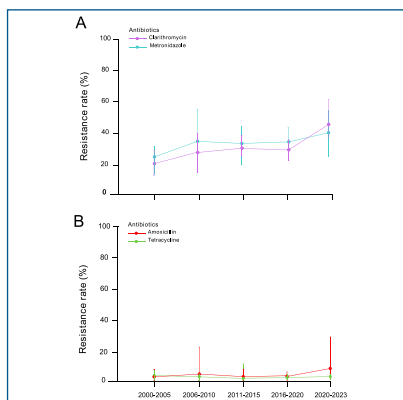 A
Antibiotics
Clarithromycin
Metronidazole
Resistance rate (%)
100
80
60
40
20
0
B
Antibiotics
Amoxicillin
Tetracycline
Resistance rate (%)
100
80
60
40
20
0
2000-2005 2006-2010 2011-2015 2016-2020 2020-2023